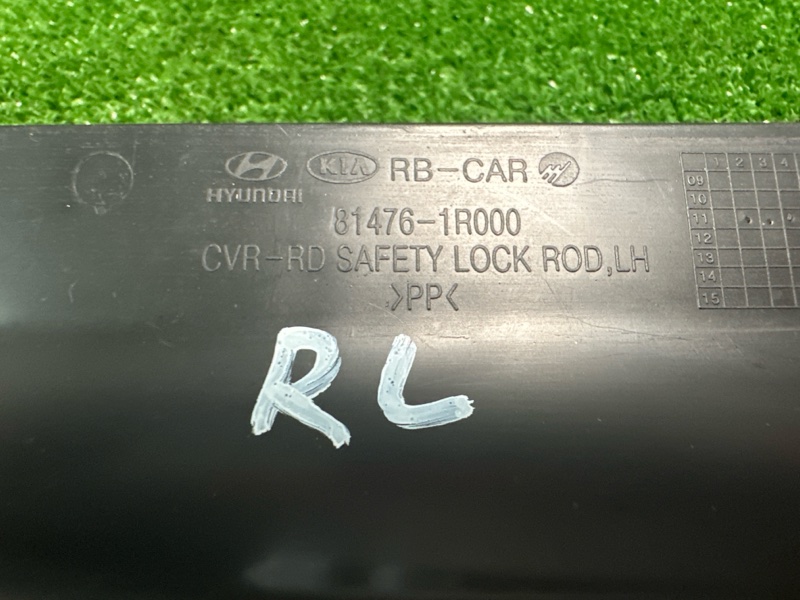 KIA RB-CAR
HYUNDAI
81476-1R000
CVR-RD SAFETY LOCK ROD,LH
>PP<
1 2 3 4
09
10
11
12
13
14
15
RL